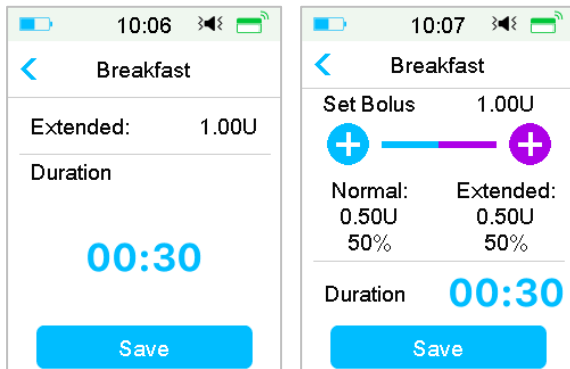 10:06
Breakfast
Extended: 1.00U
Duration
00:30
Save
10:07
Breakfast
Set Bolus 1.00U
Normal: Extended:
0.50U 0.50U
50% 50%
Duration 00:30
Save